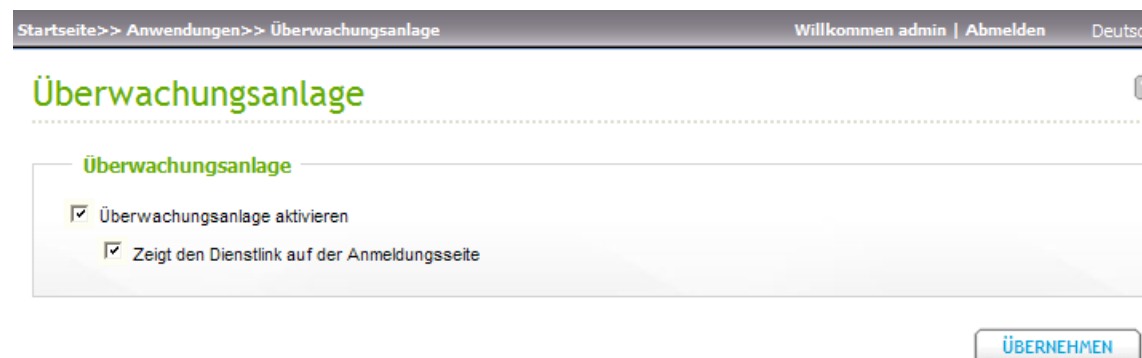 Startseite>> Anwendungen>> Überwachungsanlage Willkommen admin | Abmelden
Überwachungsanlage
Überwachungsanlage
Überwachungsanlage aktivieren
Zeigt den Dienstlink auf der Anmeldungsseite
ÜBERNEHMEN